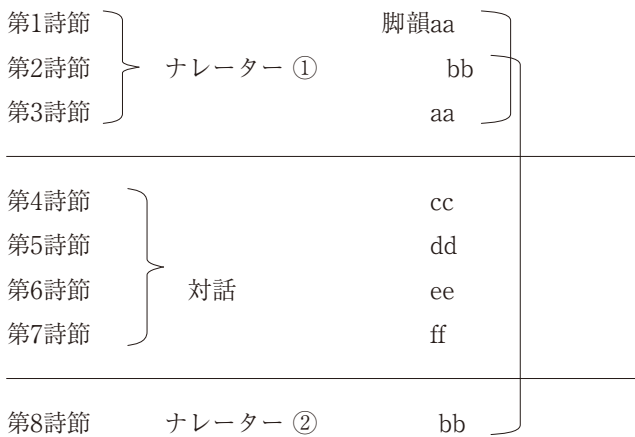 第1詩節 脚韻aa
第2詩節 ナレーター ① bb
第3詩節 aa
第4詩節 cc
第5詩節 dd
第6詩節 対話 ee
第7詩節 ff
第8詩節 ナレーター ② bb